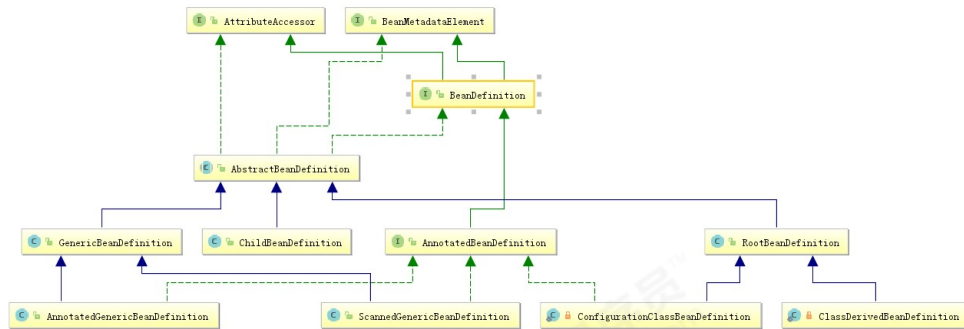 AttributeAccessor
BeanMetadataElement
BeanDefinition
AbstractBeanDefinition
GenericBeanDefinition
ChildBeanDefinition
AnnotatedBeanDefinition
RootBeanDefinition
AnnotatedGenericBeanDefinition
ScannedGenericBeanDefinition
ConfigurationClassBeanDefinition
ClassDerivedBeanDefinition